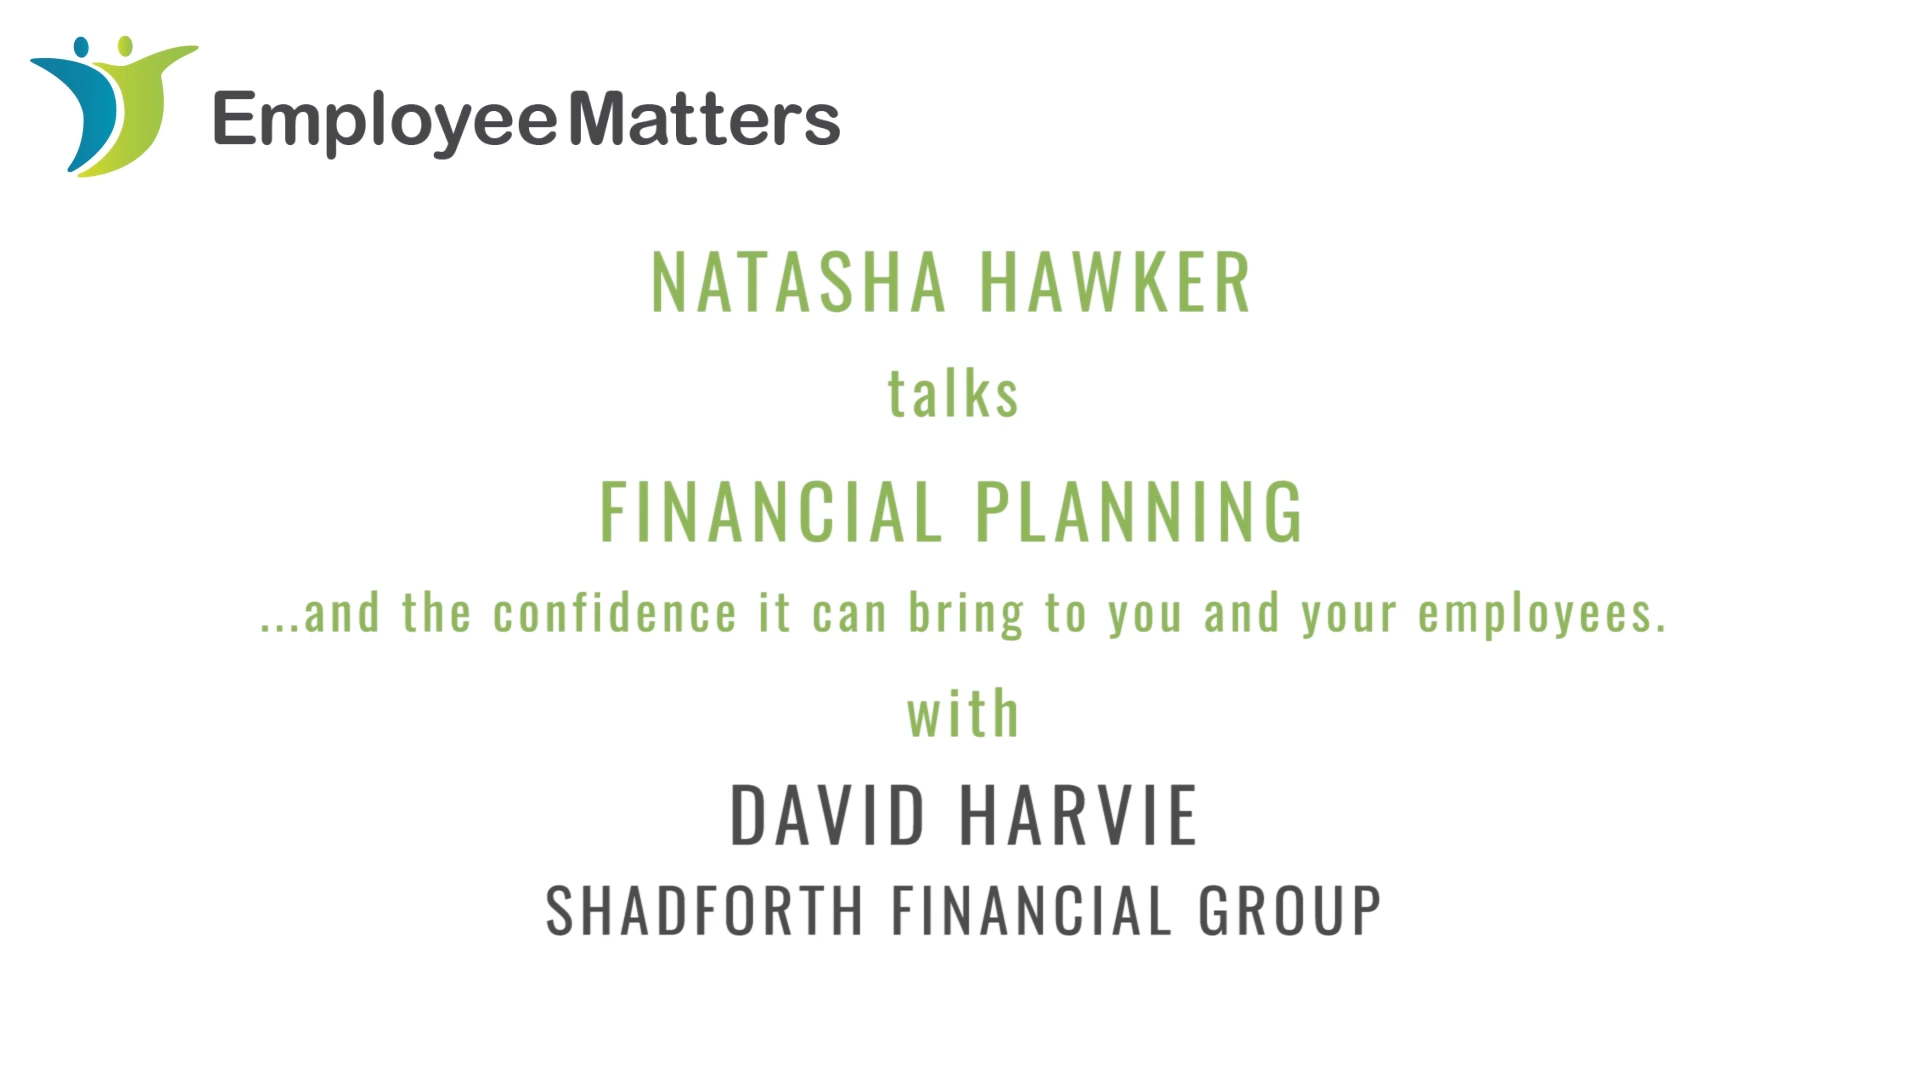 EmployeeMatters
NATASHA HAWKER
talks
FINANCIAL PLANNING
...and the confidence it can bring to you and your employees.
with
DAVID HARVIE
SHADFORTH FINANCIAL GROUP